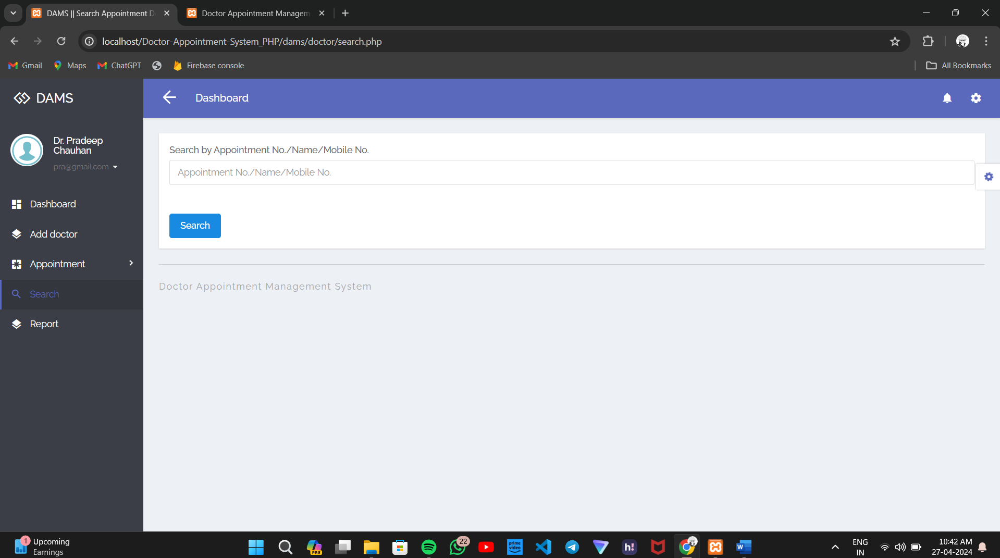 DAMS || Search Appointment D
Doctor Appointment Managem
localhost/Doctor-Appointment-System_PHP/dams/doctor/search.php
Gmail
Maps
ChatGPT
Firebase console
All Bookmarks
DAMS
Dashboard
Dr. Pradeep
Chauhan
pra@gmail.com
Dashboard
Add doctor
Appointment
Search
Report
Search by Appointment No./Name/Mobile No.
Appointment No./Name/Mobile No.
Search
Doctor Appointment Management System
1
Upcoming
Earnings
PRE
22
prime
video
h!
W
ENG
IN
10:42 AM
27-04-2024